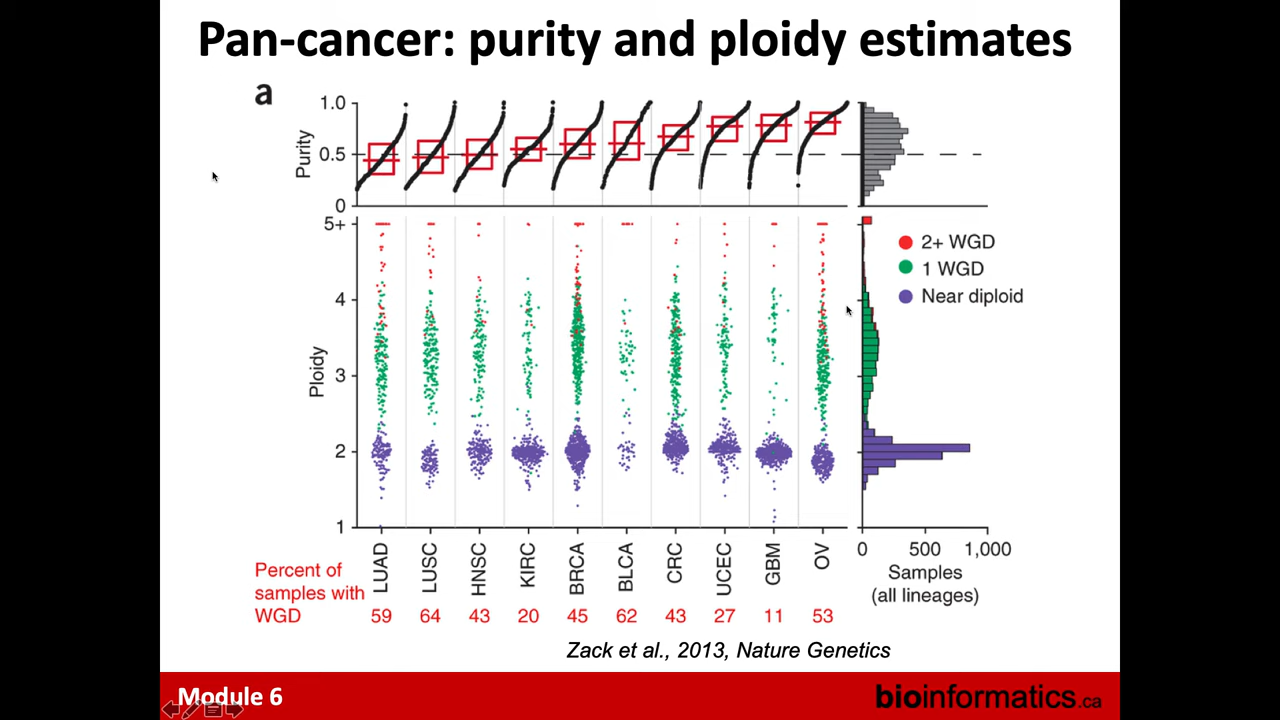 Pan-cancer: purity and ploidy estimates
a
1.0
0.5
0
Purity
5+
4
3
2
1
Ploidy
2+ WGD
1 WGD
Near diploid
0 500 1,000
Samples
(all lineages)
LUAD LUSC HNSC KIRC BRCA BLCA CRC UCEC GBM OV
Percent of
samples with
WGD 59 64 43 20 45 62 43 27 11 53
Zack et al., 2013, Nature Genetics
Module 6
bioinformatics.ca